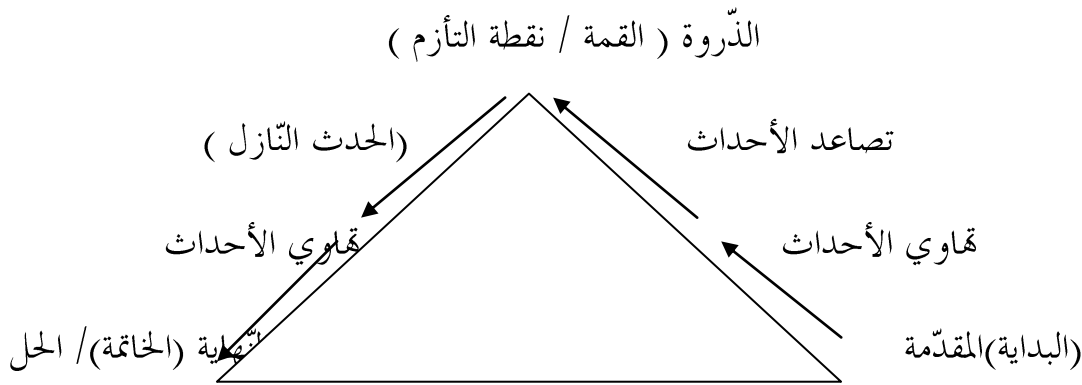 الذّروة ( القمة / نقطة التأزم )
تصاعد الأحداث
(الحدث النّازل )
تهاوي الأحداث
تهاوي الأحداث
(البداية)المقدّمة
لنّهاية (الخاتمة)/ الحل